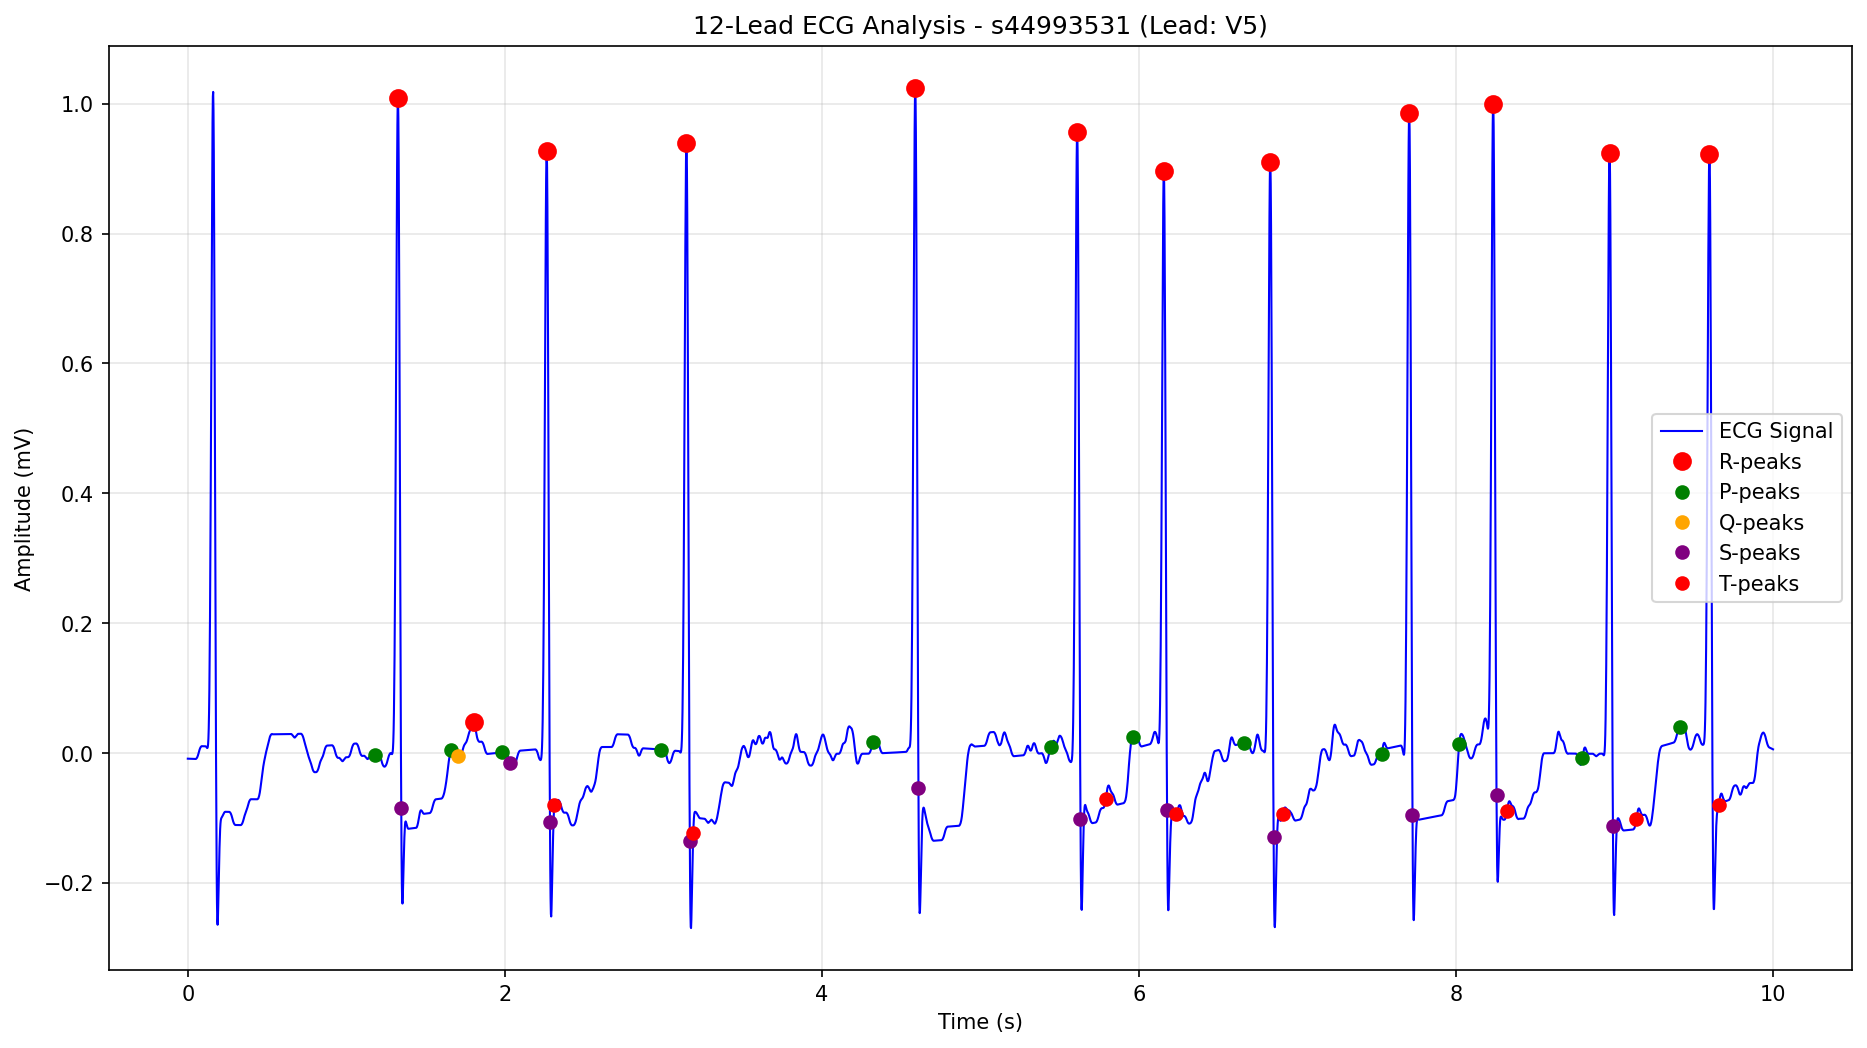 12-Lead ECG Analysis - s44993531 (Lead: V5)
Amplitude (mV)
1.0
0.8
0.6
0.4
0.2
0.0
−0.2
ECG Signal
R-peaks
P-peaks
Q-peaks
S-peaks
T-peaks
0 2 4 6 8 10
Time (s)